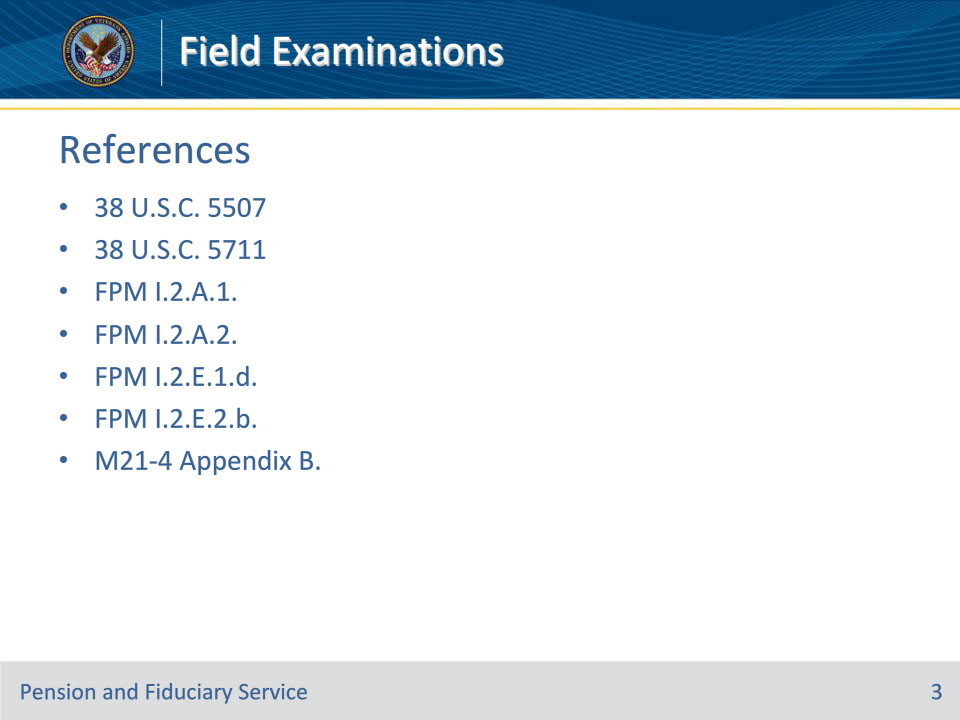 Field Examinations
References
• 38 U.S.C. 5507
• 38 U.S.C. 5711
• FPM I.2.A.1.
• FPM I.2.A.2.
• FPM I.2.E.1.d.
• FPM I.2.E.2.b.
• M21-4 Appendix B.
Pension and Fiduciary Service
3